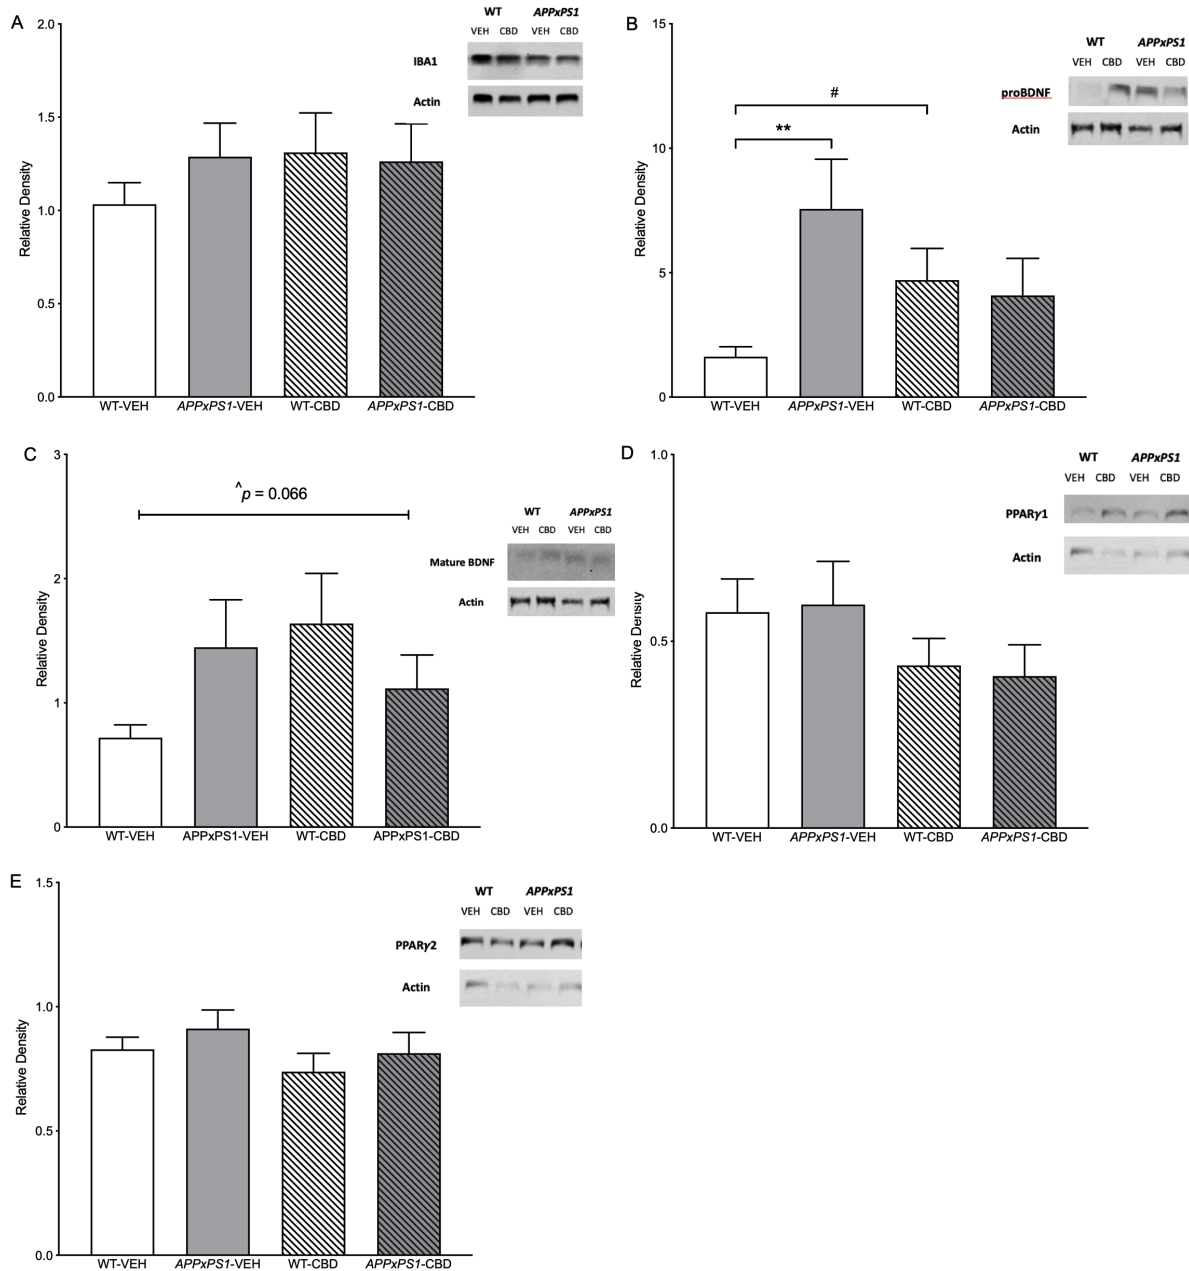 A
2.0
1.5
1.0
0.5
0.0
Relative Density
WT-VEH APPxPS1-VEH WT-CBD APPxPS1-CBD
WT APPxPS1
VEH CBD VEH CBD
IBA1
Actin
B
15
10
5
0
Relative Density
#
**
WT-VEH APPxPS1-VEH WT-CBD APPxPS1-CBD
WT APPxPS1
VEH CBD VEH CBD
proBDNF
Actin
C
3
2
1
0
Relative Density
^p = 0.066
WT-VEH APPxPS1-VEH WT-CBD APPxPS1-CBD
WT APPxPS1
VEH CBD VEH CBD
Mature BDNF
Actin
D
1.0
0.5
0.0
Relative Density
WT-VEH APPxPS1-VEH WT-CBD APPxPS1-CBD
WT APPxPS1
VEH CBD VEH CBD
PPARγ1
Actin
E
1.5
1.0
0.5
0.0
Relative Density
WT-VEH APPxPS1-VEH WT-CBD APPxPS1-CBD
WT APPxPS1
VEH CBD VEH CBD
PPARγ2
Actin